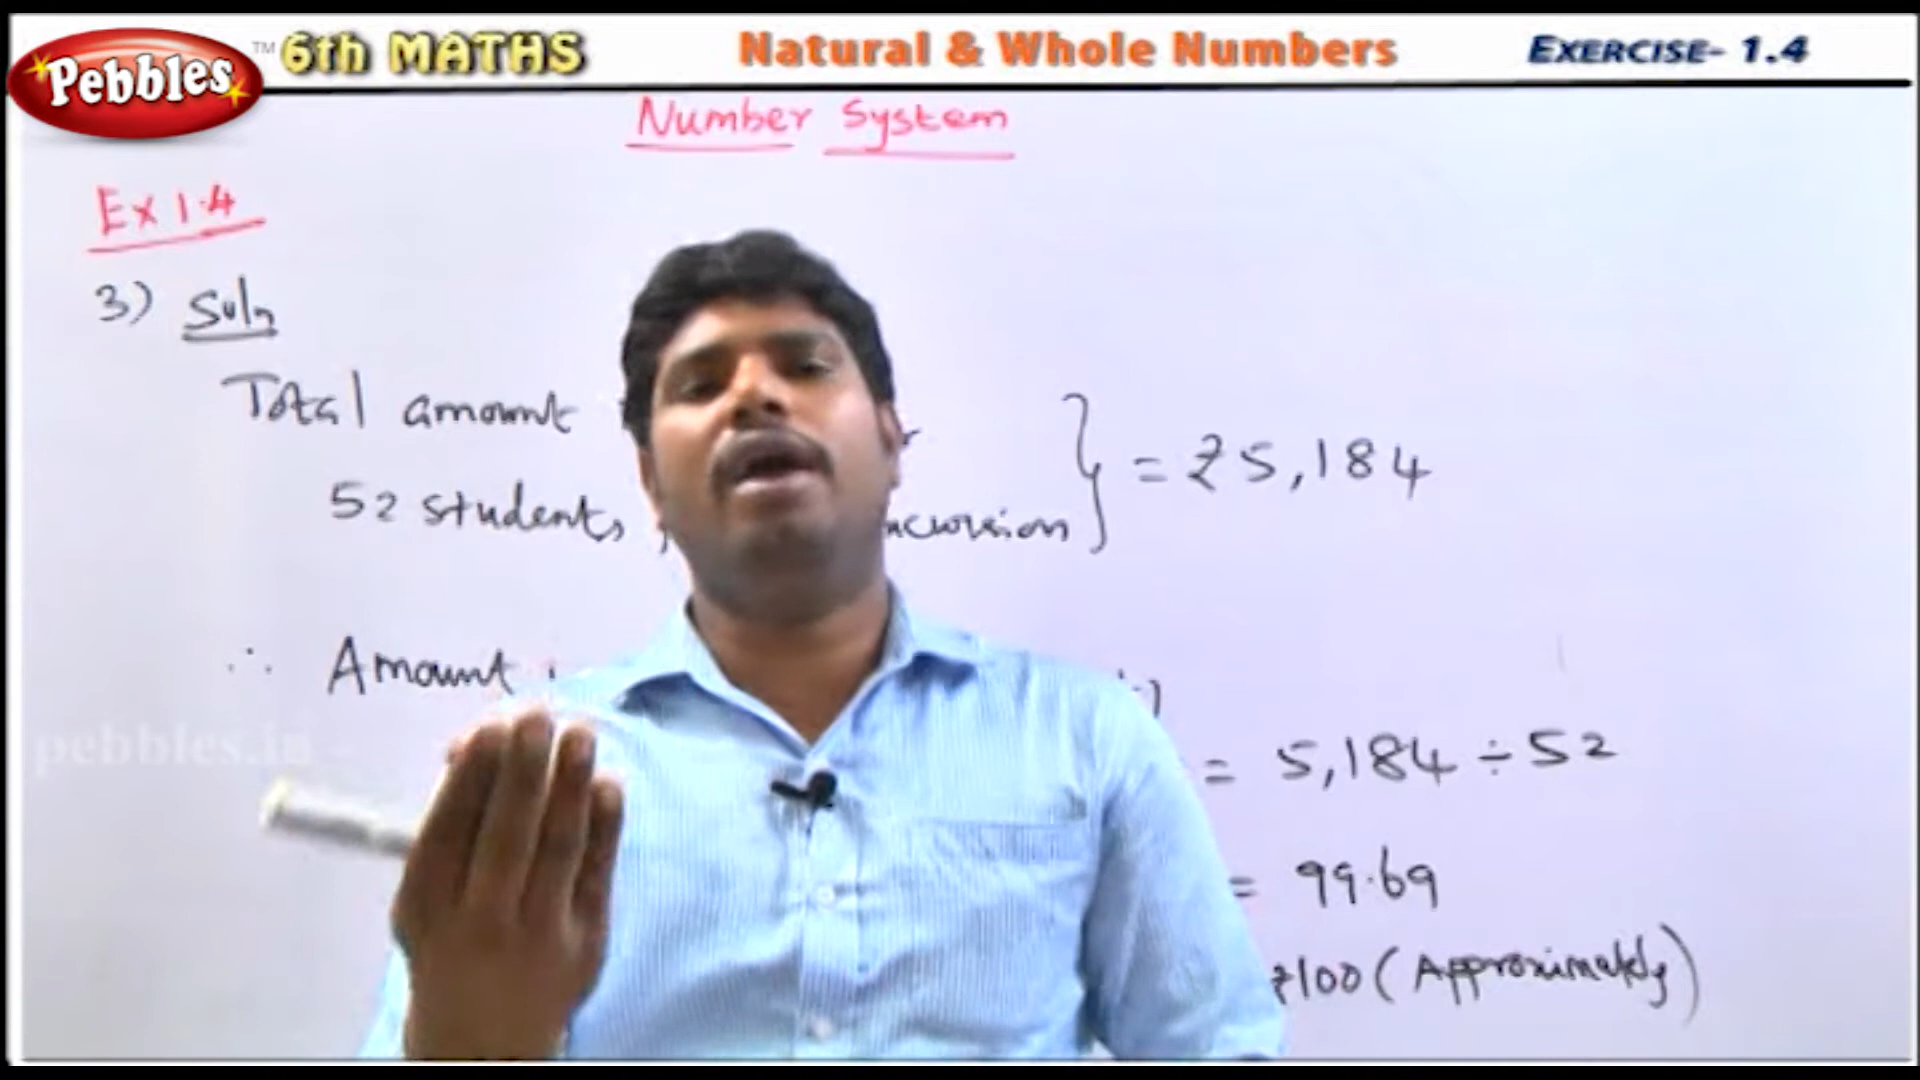 Pebbles TM 6th MATHS Natural & Whole Numbers EXERCISE- 1.4
Number System
Ex 1.4
3) Soln
Total amount
52 students, } = ₹5,184
∴ Amount
pebbles.in
= 5,184 ÷ 52
= 99.69
₹100 (Approximately)